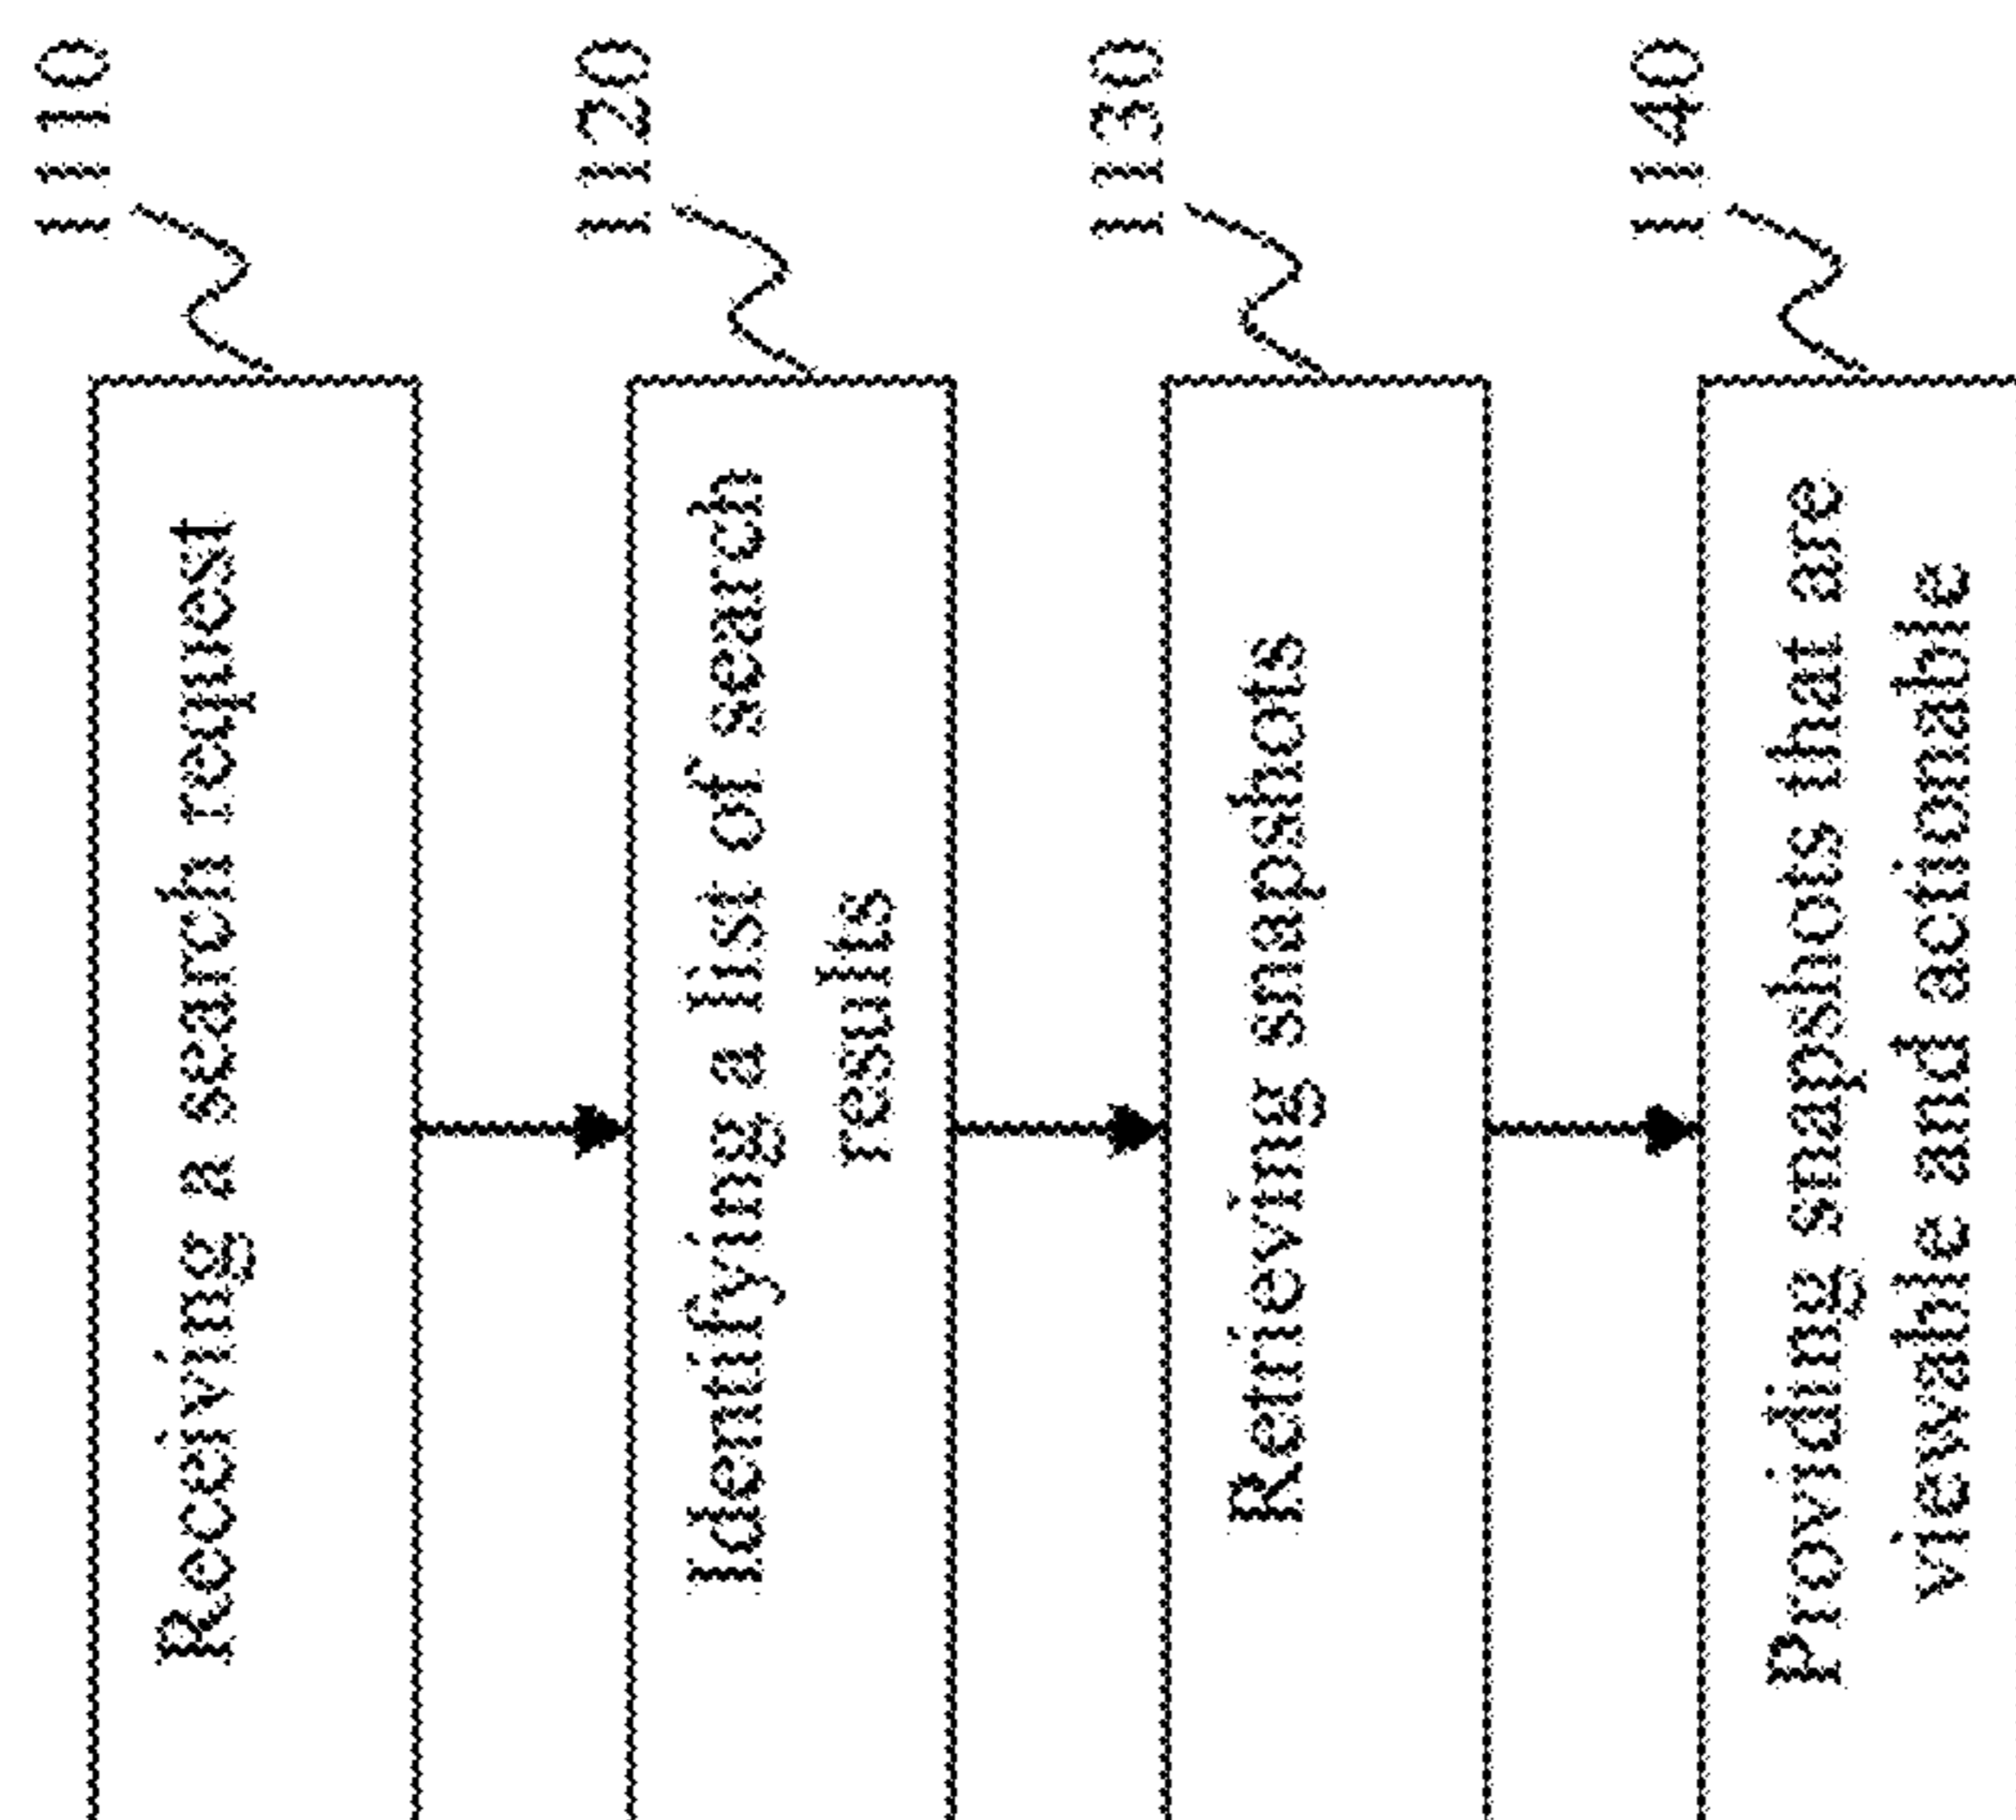 1110
Receiving a search request
1120
Identifying a list of search
results
1130
Retrieving snapshots
1140
Providing snapshots that are
viewable and actionable